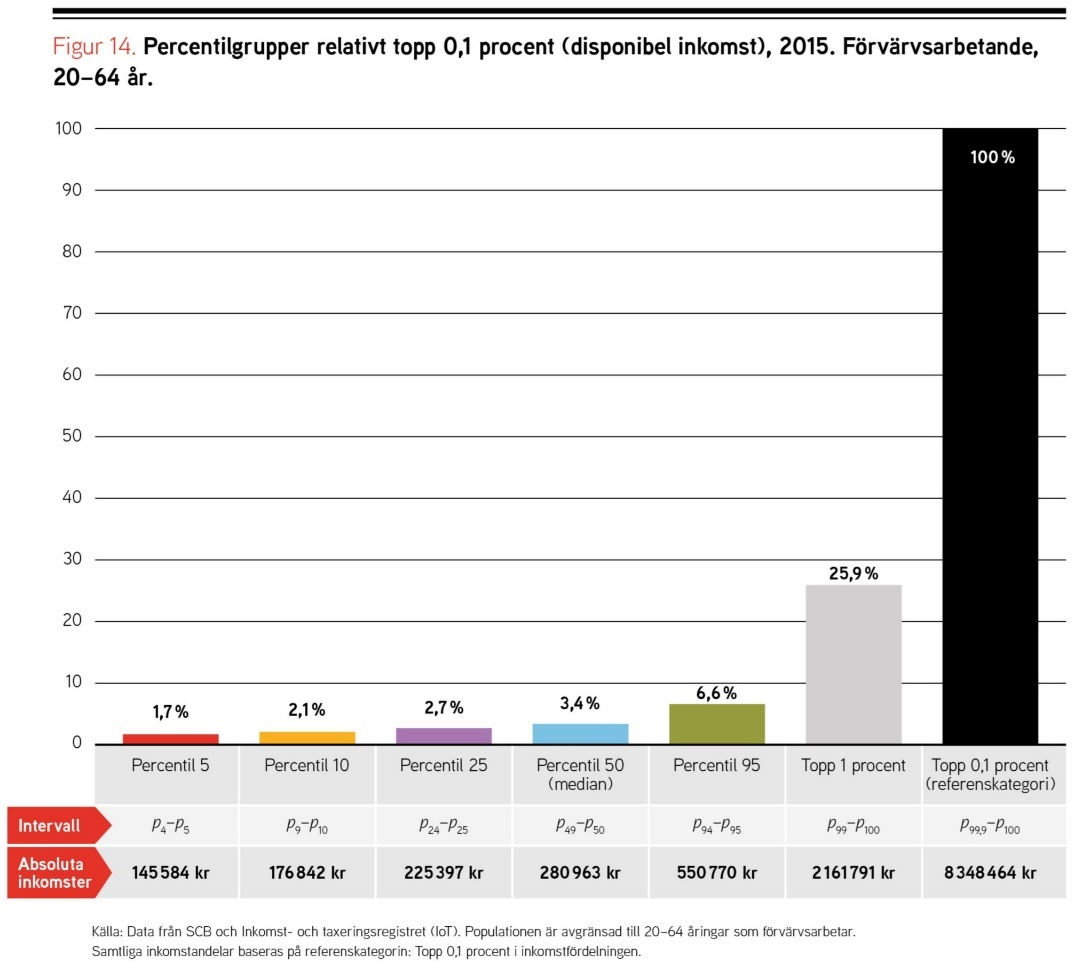 Figur 14. Percentilgrupper relativt topp 0,1 procent (disponibel inkomst), 2015. Förvärvsarbetande,
20–64 år.
100
90
80
70
60
50
40
30
20
10
0
1,7 %
2,1 %
2,7 %
3,4 %
6,6 %
25,9 %
100 %
Percentil 5
Percentil 10
Percentil 25
Percentil 50
(median)
Percentil 95
Topp 1 procent
Topp 0,1 procent
(referenskategori)
Intervall
p4–p5
p9–p10
p24–p25
p49–p50
p94–p95
p99–p100
p99,9–p100
Absoluta
inkomster
145 584 kr
176 842 kr
225 397 kr
280 963 kr
550 770 kr
2 161 791 kr
8 348 464 kr
Källa: Data från SCB och Inkomst- och taxeringsregistret (IoT). Populationen är avgränsad till 20–64 åringar som förvärvsarbetar.
Samtliga inkomstandelar baseras på referenskategorin: Topp 0,1 procent i inkomstfördelningen.